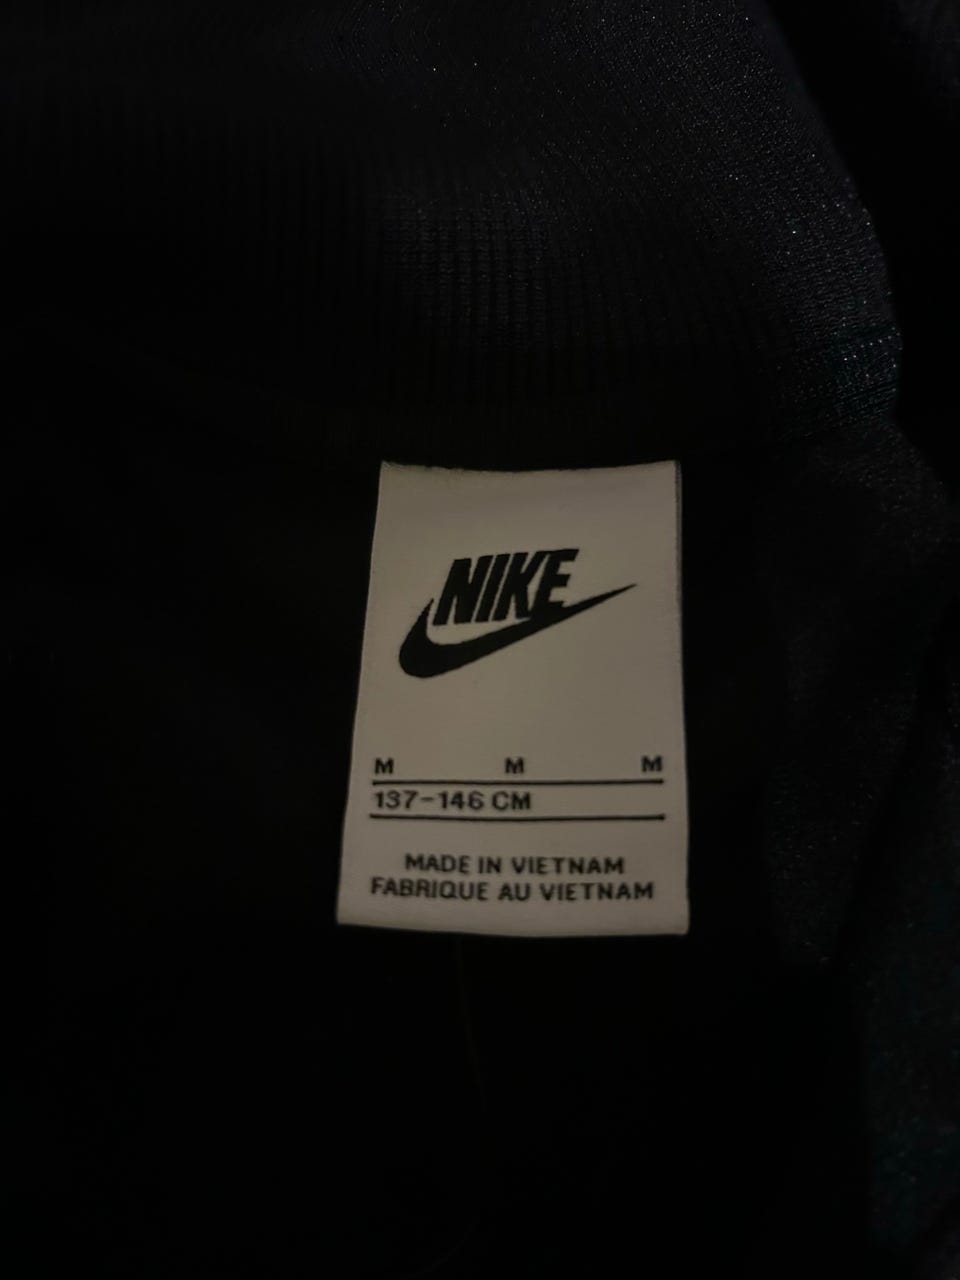 NIKE
M M M
137-146 CM
MADE IN VIETNAM
FABRIQUE AU VIETNAM